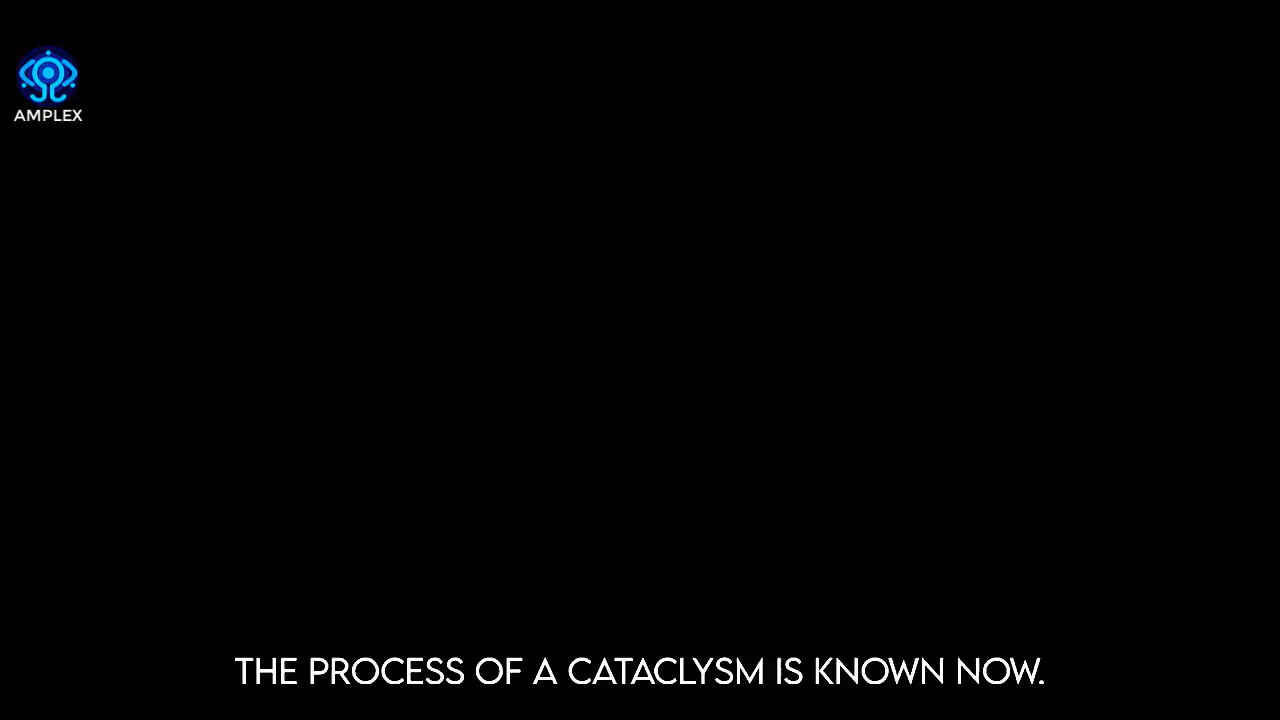 AMPLEX
THE PROCESS OF A CATACLYSM IS KNOWN NOW.